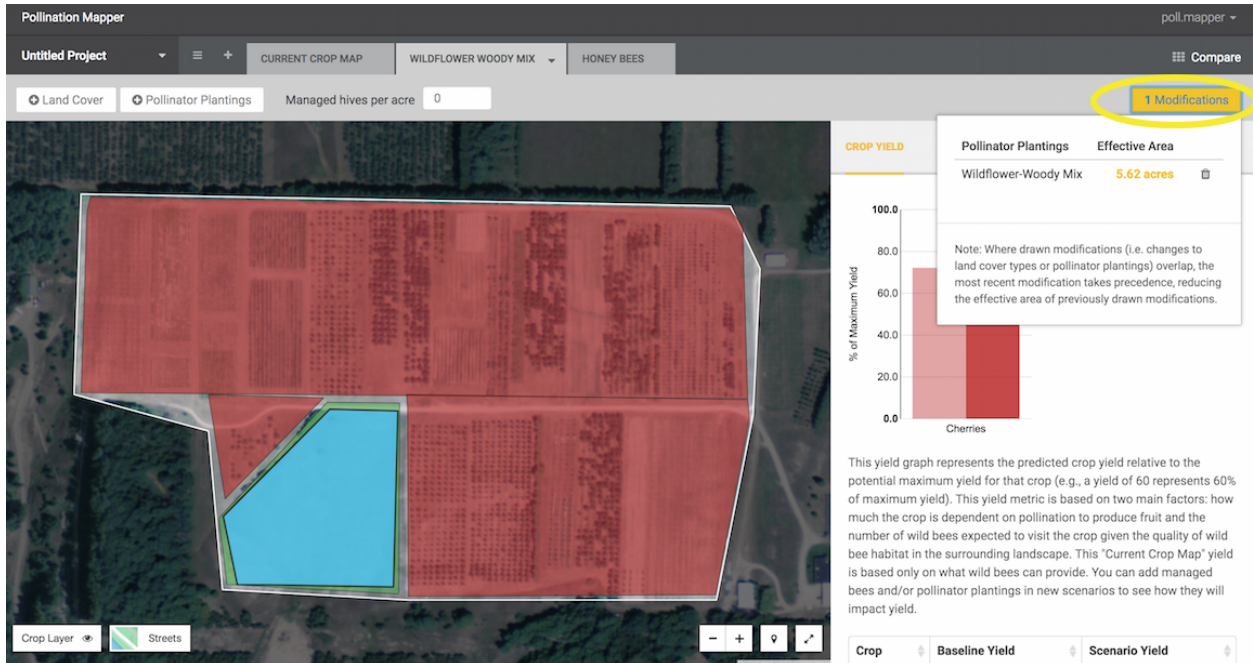 Pollination Mapper
poll.mapper
Untitled Project
CURRENT CROP MAP
WILDFLOWER WOODY MIX
HONEY BEES
Compare
Land Cover
Pollinator Plantings
Managed hives per acre
0
1 Modifications
CROP YIELD
Pollinator Plantings Effective Area
Wildflower-Woody Mix 5.62 acres
Note: Where drawn modifications (i.e. changes to
land cover types or pollinator plantings) overlap, the
most recent modification takes precedence, reducing
the effective area of previously drawn modifications.
% of Maximum Yield
100.0
80.0
60.0
40.0
20.0
0.0
Cherries
This yield graph represents the predicted crop yield relative to the
potential maximum yield for that crop (e.g., a yield of 60 represents 60%
of maximum yield). This yield metric is based on two main factors: how
much the crop is dependent on pollination to produce fruit and the
number of wild bees expected to visit the crop given the quality of wild
bee habitat in the surrounding landscape. This "Current Crop Map" yield
is based only on what wild bees can provide. You can add managed
bees and/or pollinator plantings in new scenarios to see how they will
impact yield.
Crop Baseline Yield Scenario Yield
Crop Layer
Streets